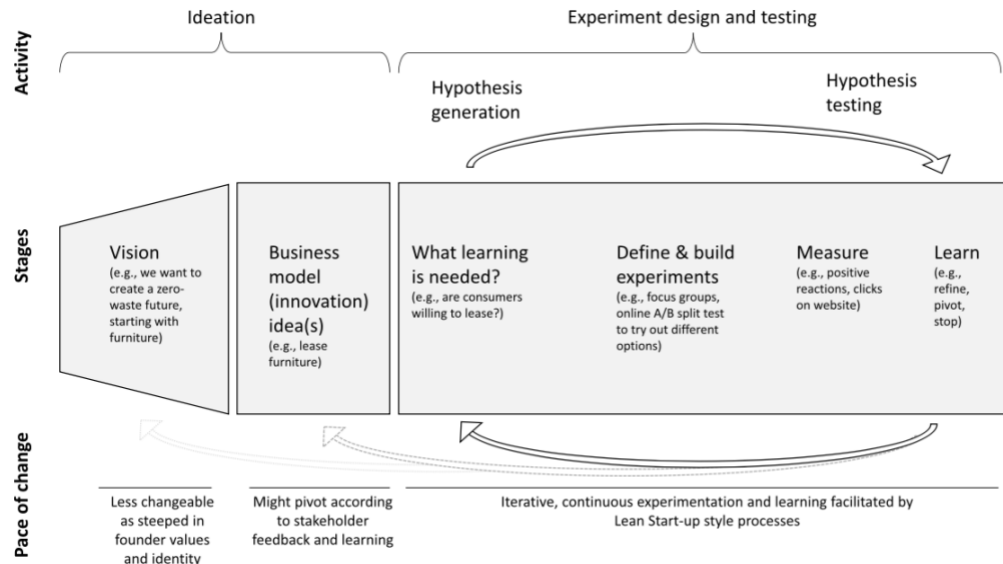 Activity
Ideation
Experiment design and testing
Hypothesis
generation
Hypothesis
testing
Stages
Vision
(e.g., we want to
create a zero-
waste future,
starting with
furniture)
Business
model
(innovation)
idea(s)
(e.g., lease
furniture)
What learning
is needed?
(e.g., are consumers
willing to lease?)
Define & build
experiments
(e.g., focus groups,
online A/B split test
to try out different
options)
Measure
(e.g., positive
reactions, clicks
on website)
Learn
(e.g.,
refine,
pivot,
stop)
Pace of change
Less changeable
as steeped in
founder values
and identity
Might pivot according
to stakeholder
feedback and learning
Iterative, continuous experimentation and learning facilitated by
Lean Start-up style processes